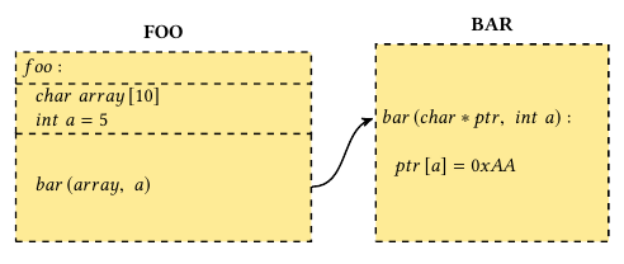 FOO
foo :
char array [10]
int a = 5
bar (array, a)
BAR
bar (char * ptr, int a) :
ptr [a] = 0xAA